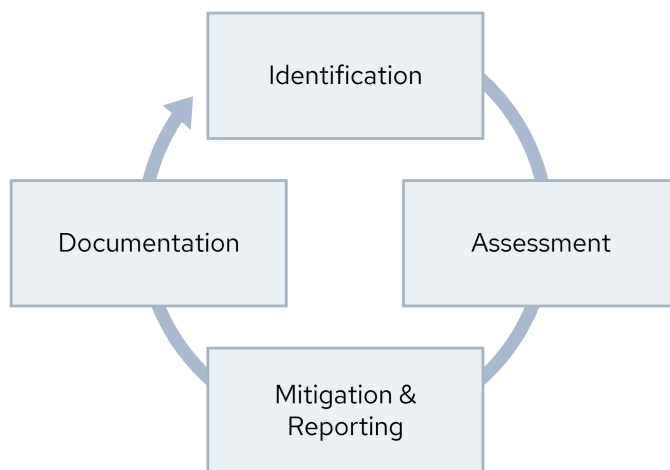 Identification
Documentation
Assessment
Mitigation &
Reporting